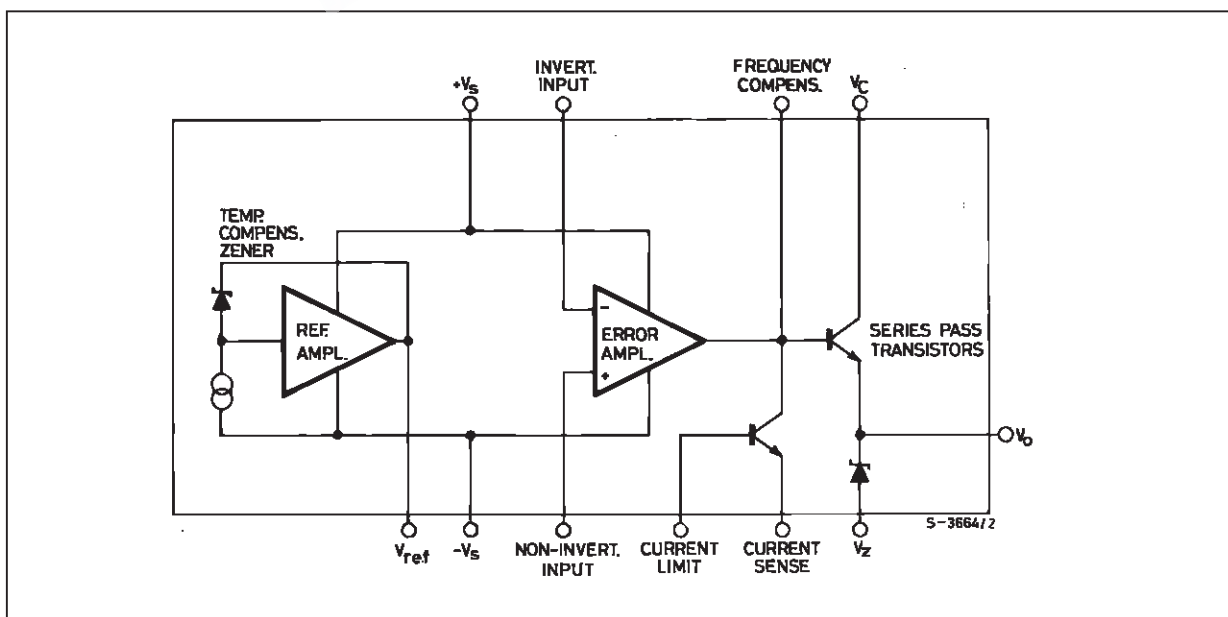 INVERT.
INPUT
FREQUENCY
COMPENS.
+Vs
VC
TEMP.
COMPENS.
ZENER
REF.
AMPL.
−
ERROR
AMPL.
+
SERIES PASS
TRANSISTORS
Vo
S-3664/2
Vref
-Vs
NON-INVERT.
INPUT
CURRENT
LIMIT
CURRENT
SENSE
VZ